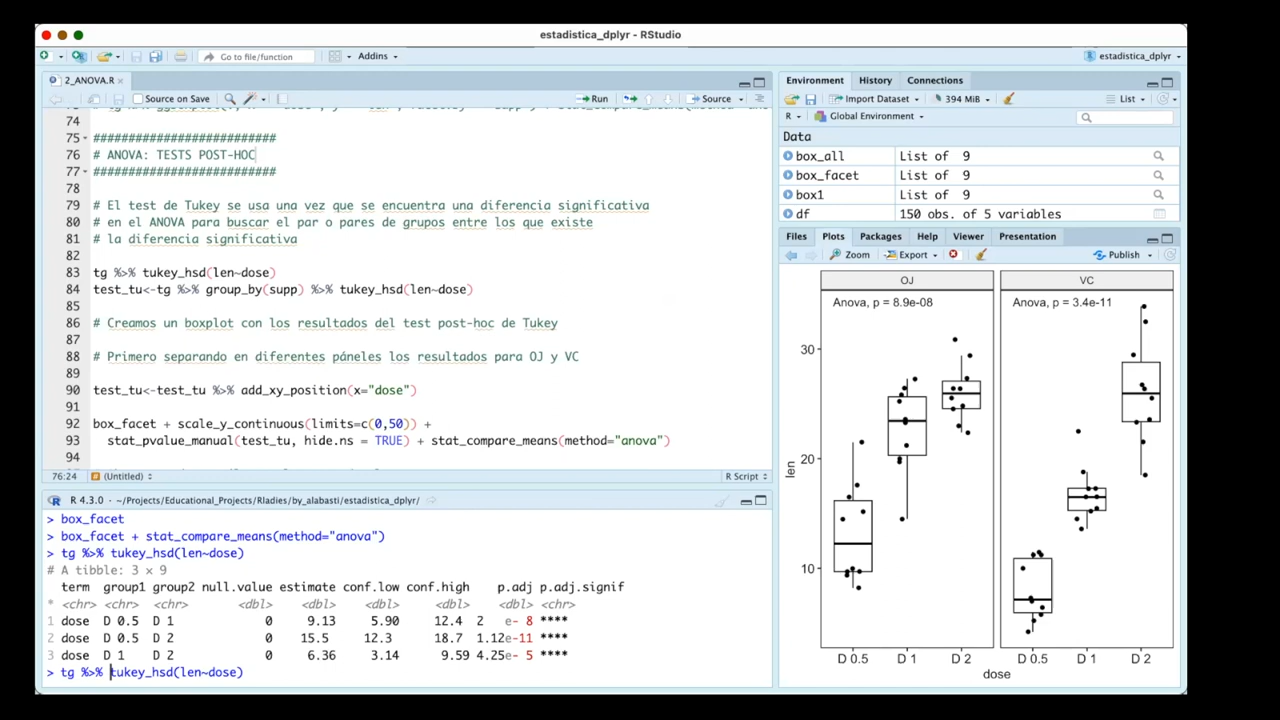 estadistica_dplyr - RStudio
Go to file/function
Addins
estadistica_dplyr
2_ANOVA.R
Source on Save
Run
Source
74
75 ##########################
76 # ANOVA: TESTS POST-HOC
77 ##########################
78
79 # El test de Tukey se usa una vez que se encuentra una diferencia significativa
80 # en el ANOVA para buscar el par o pares de grupos entre los que existe
81 # la diferencia significativa
82
83 tg %>% tukey_hsd(len~dose)
84 test_tu<-tg %>% group_by(supp) %>% tukey_hsd(len~dose)
85
86 # Creamos un boxplot con los resultados del test post-hoc de Tukey
87
88 # Primero separando en diferentes páneles los resultados para OJ y VC
89
90 test_tu<-test_tu %>% add_xy_position(x="dose")
91
92 box_facet + scale_y_continuous(limits=c(0,50)) +
93 stat_pvalue_manual(test_tu, hide.ns = TRUE) + stat_compare_means(method="anova")
94
76:24 (Untitled) R Script
R 4.3.0 · ~/Projects/Educational_Projects/Rladies/by_alabasti/estadistica_dplyr/
> box_facet
> box_facet + stat_compare_means(method="anova")
> tg %>% tukey_hsd(len~dose)
# A tibble: 3 × 9
term group1 group2 null.value estimate conf.low conf.high p.adj p.adj.signif
* <chr> <chr> <chr> <dbl> <dbl> <dbl> <dbl> <dbl> <chr>
1 dose D 0.5 D 1 0 9.13 5.90 12.4 2 e- 8 ****
2 dose D 0.5 D 2 0 15.5 12.3 18.7 1.12e-11 ****
3 dose D 1 D 2 0 6.36 3.14 9.59 4.25e- 5 ****
> tg %>% tukey_hsd(len~dose)
Environment History Connections
Import Dataset 394 MiB List
R Global Environment
Data
box_all List of 9
box_facet List of 9
box1 List of 9
df 150 obs. of 5 variables
Files Plots Packages Help Viewer Presentation
Zoom Export Publish
OJ VC
Anova, p = 8.9e-08 Anova, p = 3.4e-11
30
20
10
len
D 0.5 D 1 D 2 D 0.5 D 1 D 2
dose